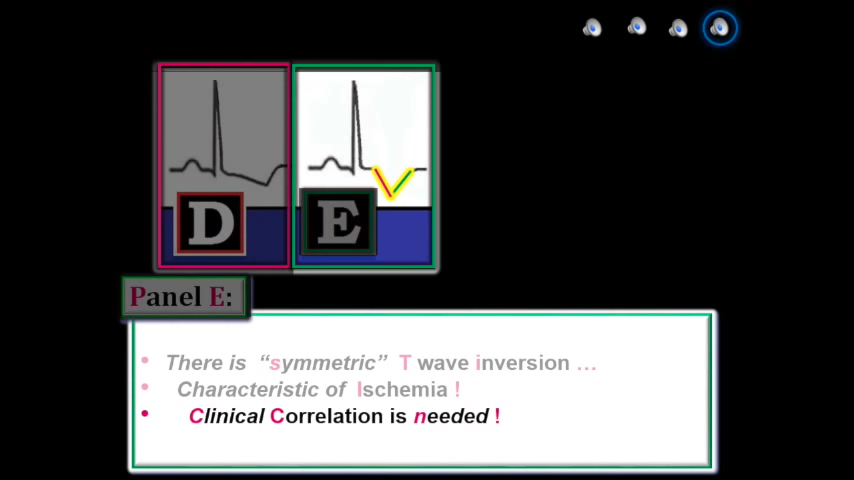 D E
Panel E:
• There is “symmetric” T wave inversion …
• Characteristic of Ischemia !
• Clinical Correlation is needed !